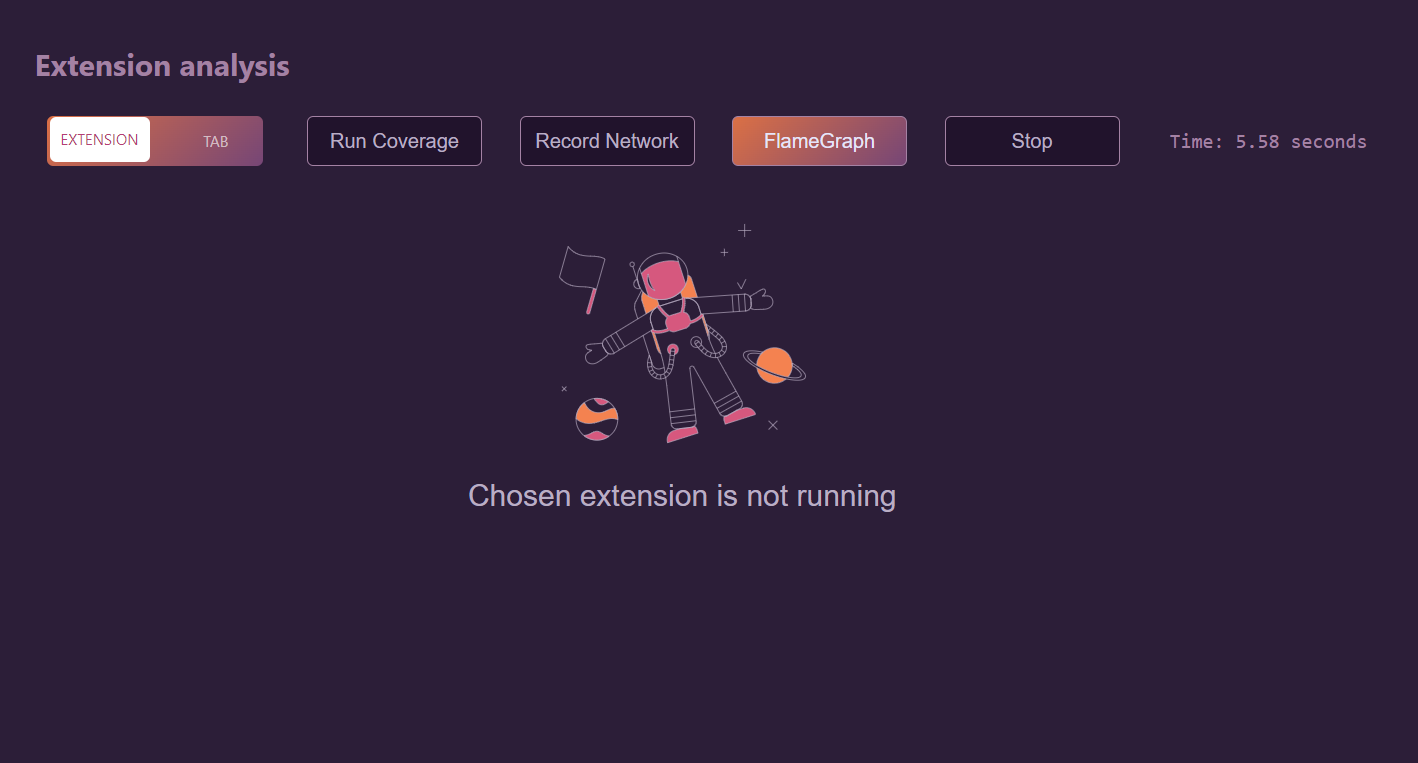 Extension analysis
EXTENSION TAB Run Coverage Record Network FlameGraph Stop Time: 5.58 seconds
Chosen extension is not running